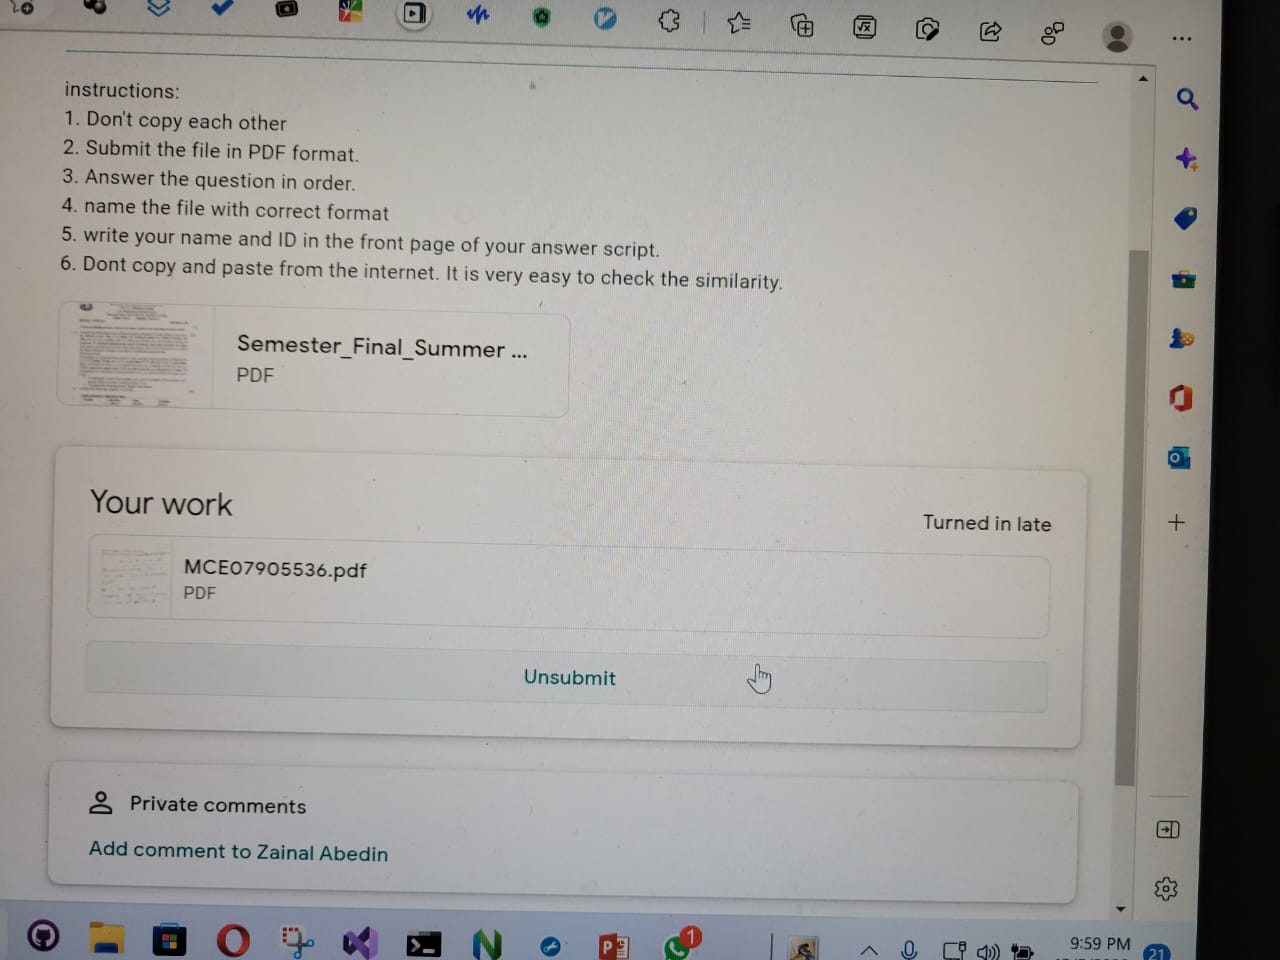 instructions:
1. Don't copy each other
2. Submit the file in PDF format.
3. Answer the question in order.
4. name the file with correct format
5. write your name and ID in the front page of your answer script.
6. Dont copy and paste from the internet. It is very easy to check the similarity.
Semester_Final_Summer ...
PDF
Your work
Turned in late
MCE07905536.pdf
PDF
Unsubmit
Private comments
Add comment to Zainal Abedin
1
9:59 PM
21